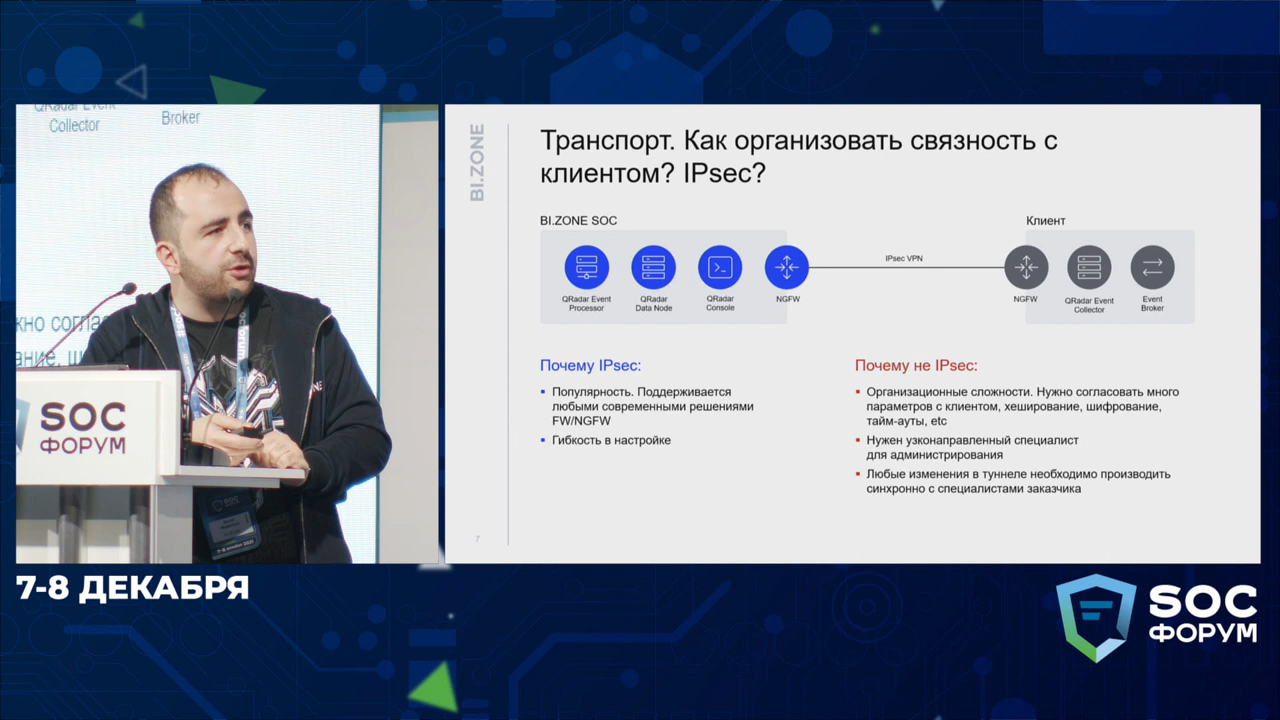 QRadar Event
Collector
Broker
кно согла
ание, ш
SOC
ФОРУМ
7-8 ДЕКАБРЯ
BI.ZONE
Транспорт. Как организовать связность с
клиентом? IPsec?
BI.ZONE SOC
Клиент
IPsec VPN
QRadar Event
Processor
QRadar
Data Node
QRadar
Console
NGFW
NGFW
QRadar Event
Collector
Event
Broker
Почему IPsec:
▪ Популярность. Поддерживается
любыми современными решениями
FW/NGFW
▪ Гибкость в настройке
Почему не IPsec:
▪ Организационные сложности. Нужно согласовать много
параметров с клиентом, хеширование, шифрование,
тайм-ауты, etc
▪ Нужен узконаправленный специалист
для администрирования
▪ Любые изменения в туннеле необходимо производить
синхронно с специалистами заказчика
7
SOC
ФОРУМ